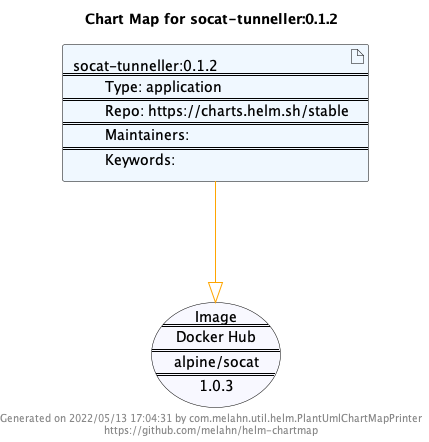 Chart Map for socat-tunneller:0.1.2
socat-tunneller:0.1.2
Type: application
Repo: https://charts.helm.sh/stable
Maintainers:
Keywords:
Image
Docker Hub
alpine/socat
1.0.3
Generated on 2022/05/13 17:04:31 by com.melahn.util.helm.PlantUmlChartMapPrinter
https://github.com/melahn/helm-chartmap